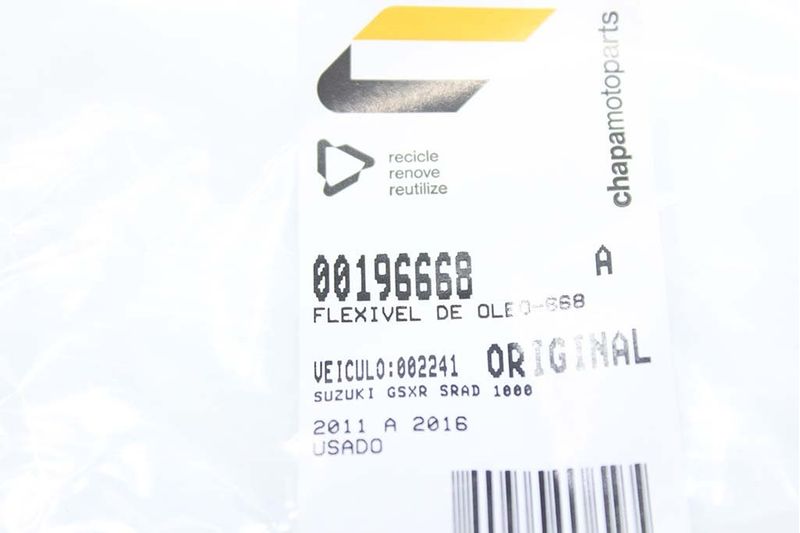 chapamotoparts
recicle
renove
reutilize
00196668 A
FLEXIVEL DE OLEO-668
VEICULO:002241 ORIGINAL
SUZUKI GSXR SRAD 1000
2011 A 2016
USADO